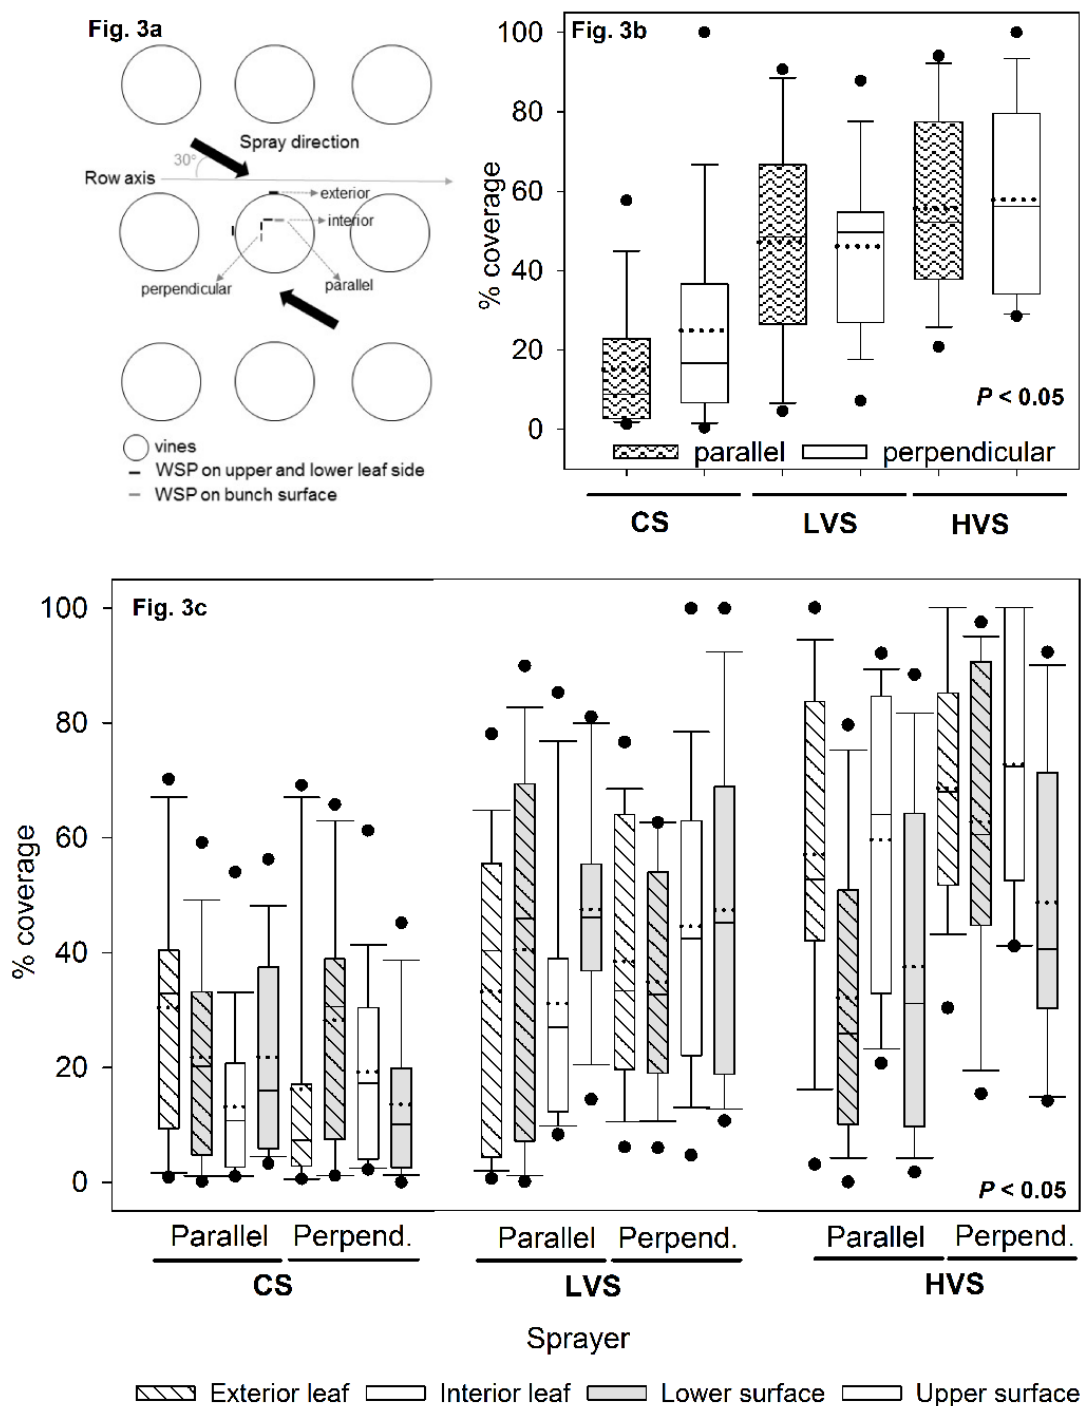 Fig. 3a
Spray direction
30°
Row axis
exterior
interior
perpendicular
parallel
vines
WSP on upper and lower leaf side
WSP on bunch surface
Fig. 3b
% coverage
100
80
60
40
20
0
P < 0.05
parallel
perpendicular
CS
LVS
HVS
Fig. 3c
% coverage
100
80
60
40
20
0
P < 0.05
Parallel Perpend.
Parallel Perpend.
Parallel Perpend.
CS
LVS
HVS
Sprayer
Exterior leaf
Interior leaf
Lower surface
Upper surface